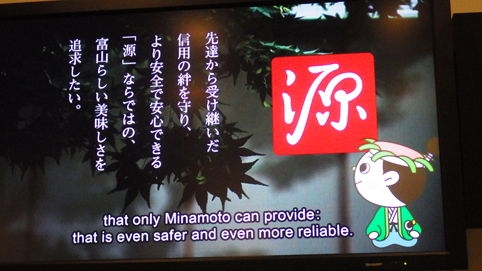 先達から受け継いだ
信用の絆を守り、
より安全で安心できる
「源」ならではの、
富山らしい美味しさを
追求したい。
源
that only Minamoto can provide:
that is even safer and even more reliable.
SHARP